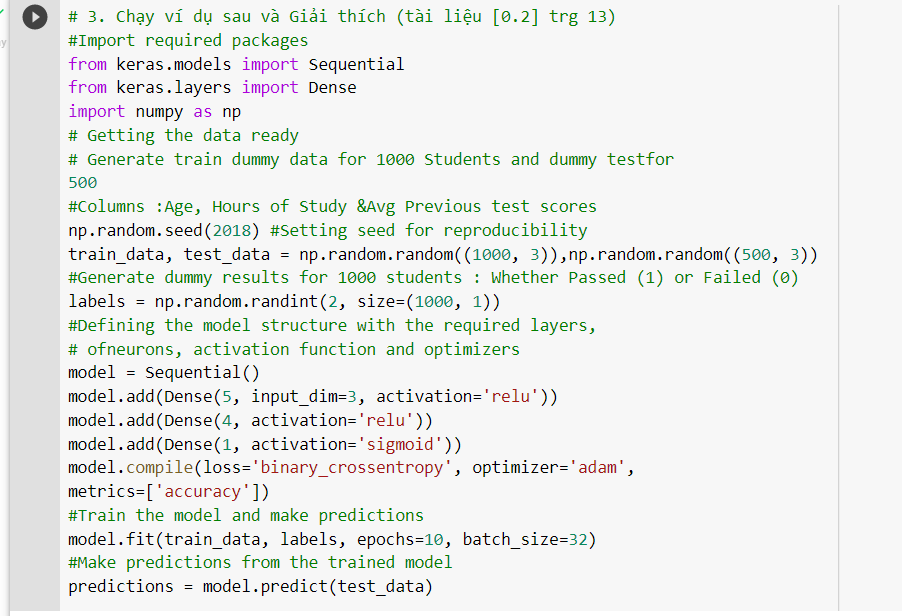 # 3. Chạy ví dụ sau và Giải thích (tài liệu [0.2] trg 13)
#Import required packages
from keras.models import Sequential
from keras.layers import Dense
import numpy as np
# Getting the data ready
# Generate train dummy data for 1000 Students and dummy testfor
500
#Columns :Age, Hours of Study &Avg Previous test scores
np.random.seed(2018) #Setting seed for reproducibility
train_data, test_data = np.random.random((1000, 3)),np.random.random((500, 3))
#Generate dummy results for 1000 students : Whether Passed (1) or Failed (0)
labels = np.random.randint(2, size=(1000, 1))
#Defining the model structure with the required layers,
# ofneurons, activation function and optimizers
model = Sequential()
model.add(Dense(5, input_dim=3, activation='relu'))
model.add(Dense(4, activation='relu'))
model.add(Dense(1, activation='sigmoid'))
model.compile(loss='binary_crossentropy', optimizer='adam',
metrics=['accuracy'])
#Train the model and make predictions
model.fit(train_data, labels, epochs=10, batch_size=32)
#Make predictions from the trained model
predictions = model.predict(test_data)